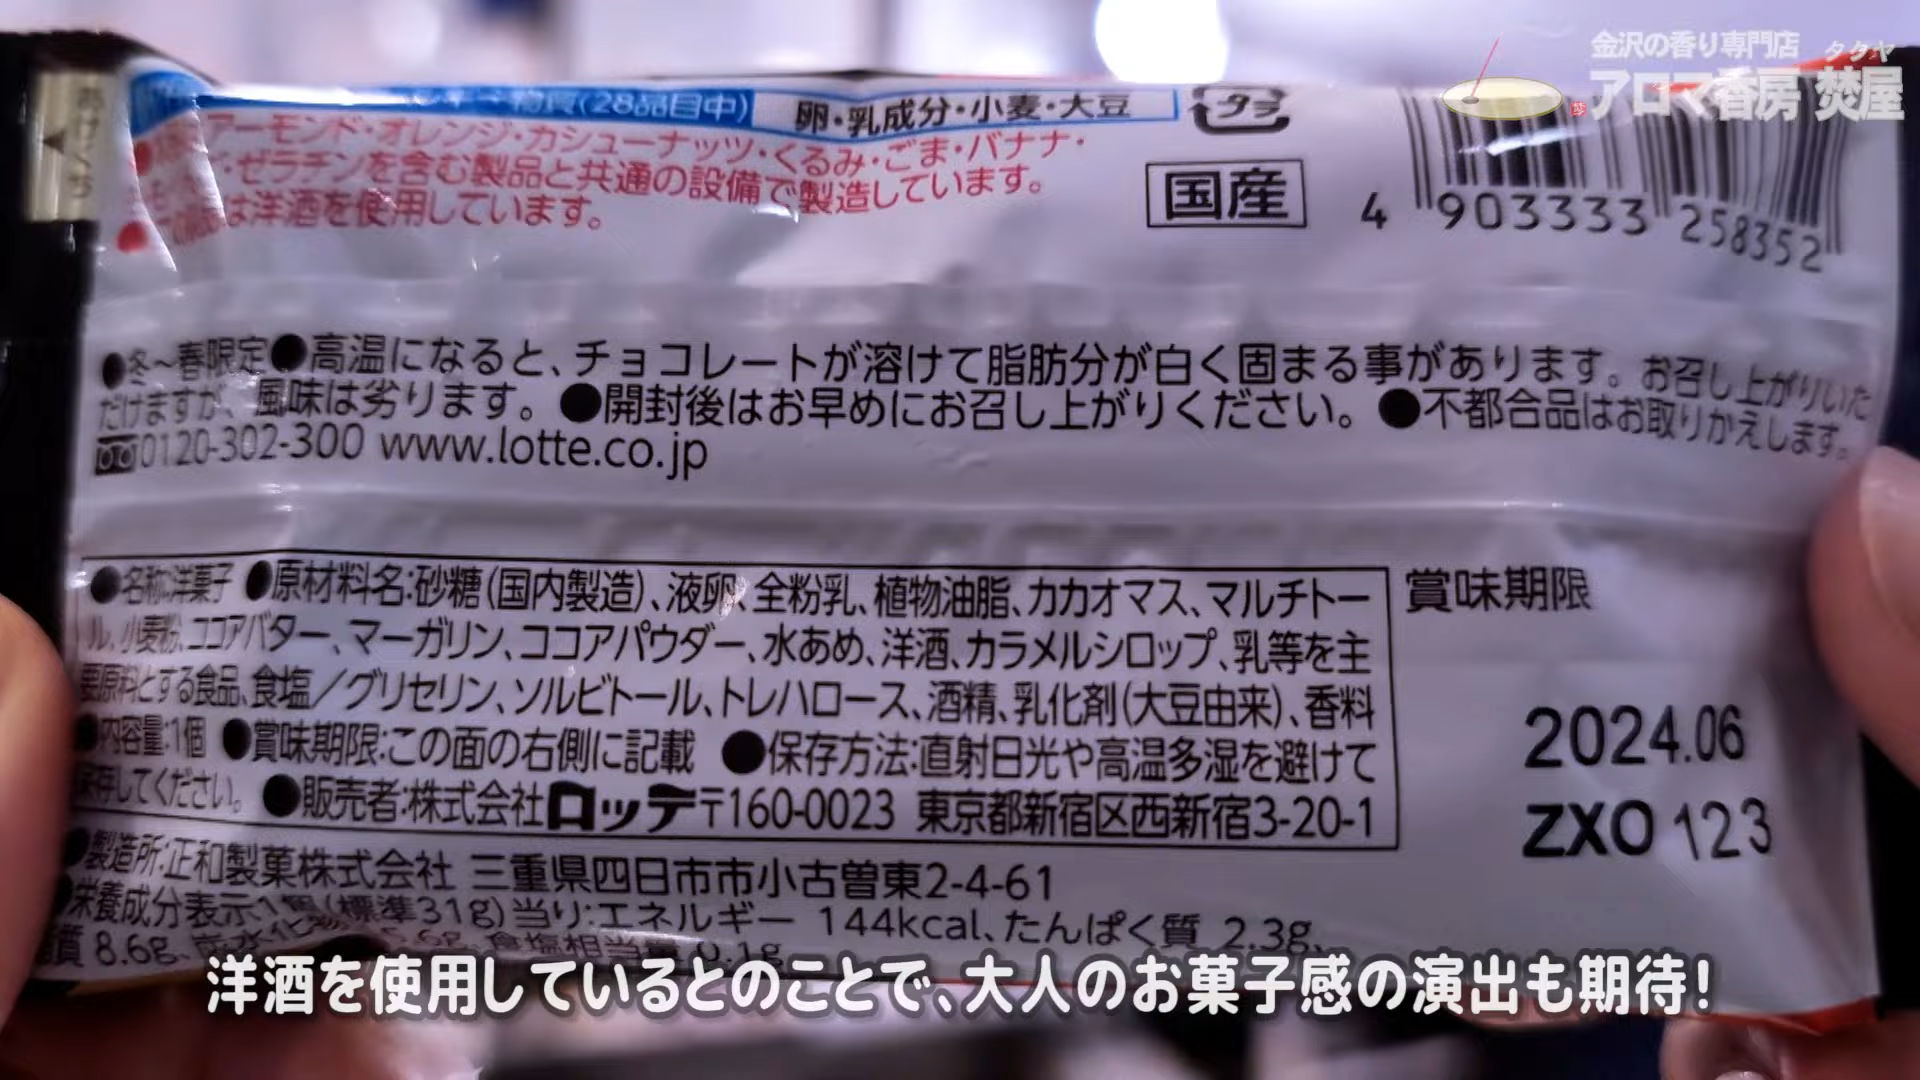 金沢の香り専門店
タタヤ
アロマ香房 焚屋
あけくち
物質(28品目中) 卵・乳成分・小麦・大豆
アーモンド・オレンジ・カシューナッツ・くるみ・ごま・バナナ・
・ゼラチンを含む製品と共通の設備で製造しています。
は洋酒を使用しています。
プラ
国産
4 903333 258352
●冬～春限定●高温になると、チョコレートが溶けて脂肪分が白く固まる事があります。お召し上がりいた
だけますが、風味は劣ります。●開封後はお早めにお召し上がりください。●不都合品はお取りかえします。
0120-302-300 www.lotte.co.jp
●名称:洋菓子 ●原材料名:砂糖(国内製造)、液卵、全粉乳、植物油脂、カカオマス、マルチトー
ル、小麦粉、ココアバター、マーガリン、ココアパウダー、水あめ、洋酒、カラメルシロップ、乳等を主
要原料とする食品、食塩／グリセリン、ソルビトール、トレハロース、酒精、乳化剤(大豆由来)、香料
●内容量:1個 ●賞味期限:この面の右側に記載 ●保存方法:直射日光や高温多湿を避けて
保存してください。●販売者:株式会社ロッテ〒160-0023 東京都新宿区西新宿3-20-1
賞味期限
2024.06
ZXO 123
●製造所:正和製菓株式会社 三重県四日市市小古曽東2-4-61
●栄養成分表示1個(標準31g)当り:エネルギー 144kcal、たんぱく質 2.3g、
質 8.6g、炭水化物 食塩相当量 0.1g
洋酒を使用しているとのことで、大人のお菓子感の演出も期待!